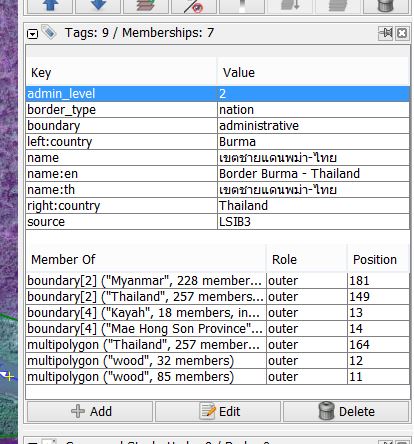 Tags: 9 / Memberships: 7
Key Value
admin_level 2
border_type nation
boundary administrative
left:country Burma
name เขตชายแดนพม่า-ไทย
name:en Border Burma - Thailand
name:th เขตชายแดนพม่า-ไทย
right:country Thailand
source LSIB3
Member Of Role Position
boundary[2] ("Myanmar", 228 member... outer 181
boundary[2] ("Thailand", 257 members... outer 149
boundary[4] ("Kayah", 18 members, in... outer 13
boundary[4] ("Mae Hong Son Province"... outer 14
multipolygon ("Thailand", 257 member... outer 164
multipolygon ("wood", 32 members) outer 12
multipolygon ("wood", 85 members) outer 11
Add Edit Delete